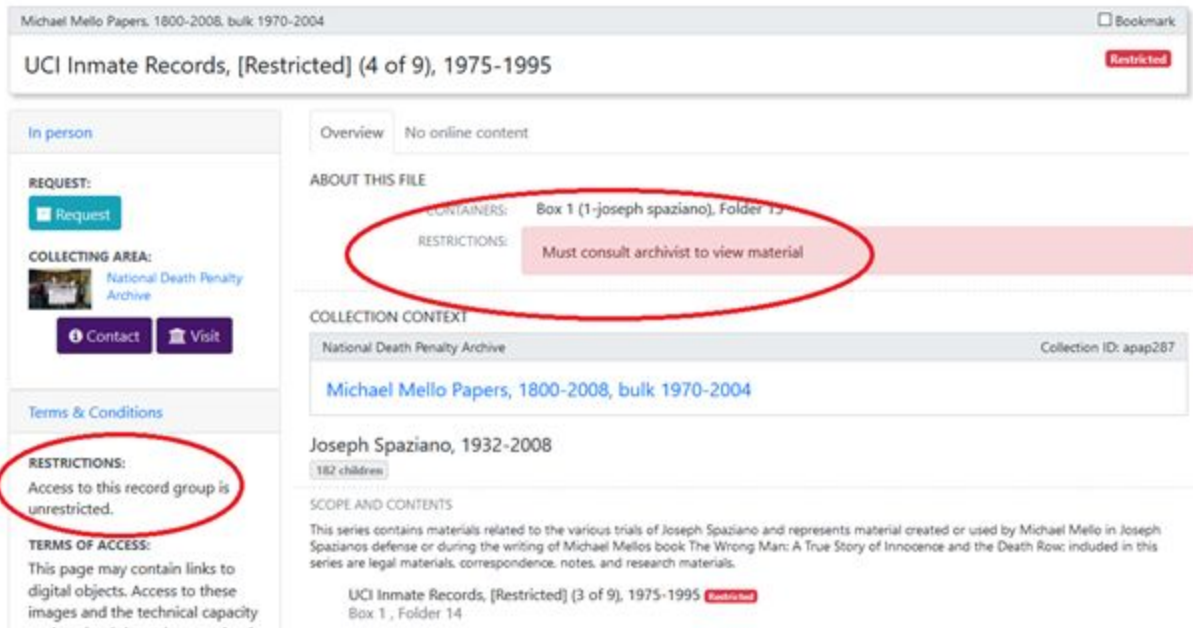 Michael Mello Papers, 1800-2008, bulk 1970-2004
Bookmark
UCI Inmate Records, [Restricted] (4 of 9), 1975-1995
Restricted
In person
REQUEST:
Request
COLLECTING AREA:
National Death Penalty
Archive
Contact
Visit
Terms & Conditions
RESTRICTIONS:
Access to this record group is
unrestricted.
TERMS OF ACCESS:
This page may contain links to
digital objects. Access to these
images and the technical capacity
Overview
No online content
ABOUT THIS FILE
CONTAINERS:
Box 1 (1-joseph spaziano), Folder 15
RESTRICTIONS:
Must consult archivist to view material
COLLECTION CONTEXT
National Death Penalty Archive
Collection ID: apap287
Michael Mello Papers, 1800-2008, bulk 1970-2004
Joseph Spaziano, 1932-2008
182 children
SCOPE AND CONTENTS
This series contains materials related to the various trials of Joseph Spaziano and represents material created or used by Michael Mello in Joseph
Spazianos defense or during the writing of Michael Mellos book The Wrong Man: A True Story of Innocence and the Death Row; included in this
series are legal materials, correspondence, notes, and research materials.
UCI Inmate Records, [Restricted] (3 of 9), 1975-1995 Restricted
Box 1 , Folder 14